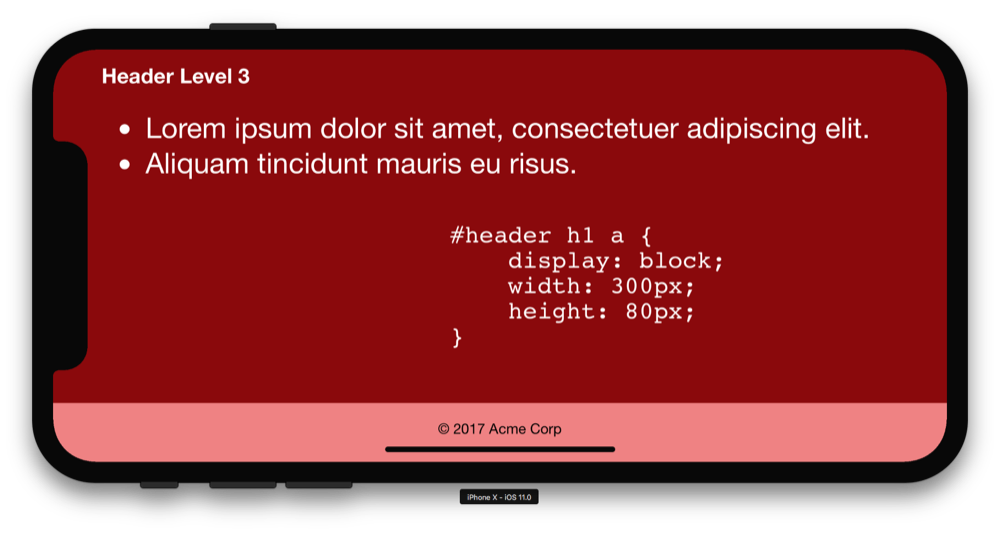 Header Level 3
• Lorem ipsum dolor sit amet, consectetuer adipiscing elit.
• Aliquam tincidunt mauris eu risus.
#header h1 a {
    display: block;
    width: 300px;
    height: 80px;
}
© 2017 Acme Corp
iPhone X - iOS 11.0